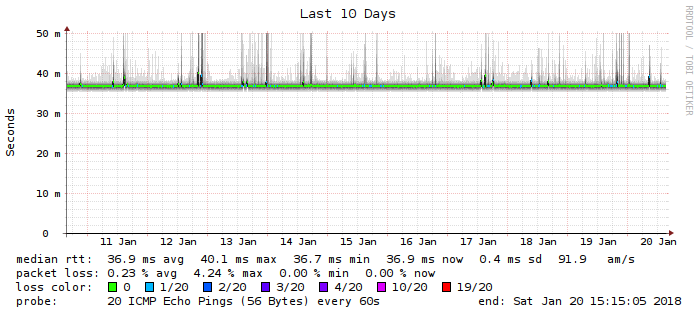 Last 10 Days
RRDTOOL / TOBI OETIKER
Seconds
50 m
40 m
30 m
20 m
10 m
0
11 Jan 12 Jan 13 Jan 14 Jan 15 Jan 16 Jan 17 Jan 18 Jan 19 Jan 20 Jan
median rtt: 36.9 ms avg 40.1 ms max 36.7 ms min 36.9 ms now 0.4 ms sd 91.9 am/s
packet loss: 0.23 % avg 4.24 % max 0.00 % min 0.00 % now
loss color: 0 1/20 2/20 3/20 4/20 10/20 19/20
probe: 20 ICMP Echo Pings (56 Bytes) every 60s end: Sat Jan 20 15:15:05 2018